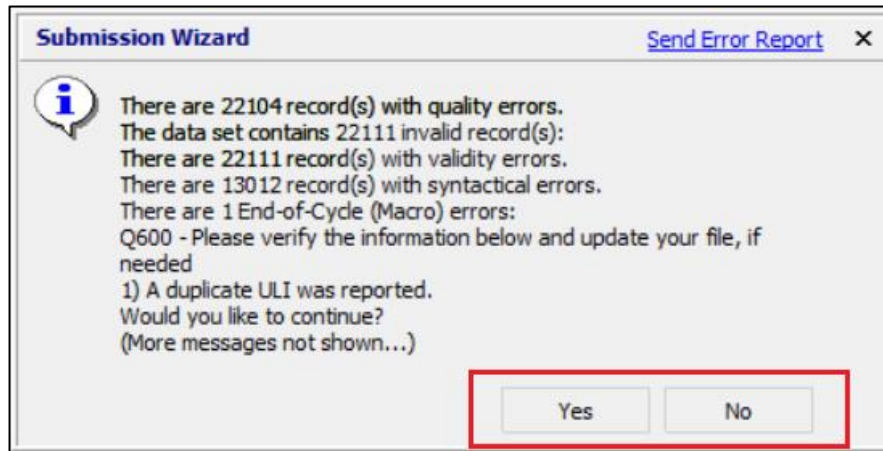 Submission Wizard
Send Error Report
There are 22104 record(s) with quality errors.
The data set contains 22111 invalid record(s):
There are 22111 record(s) with validity errors.
There are 13012 record(s) with syntactical errors.
There are 1 End-of-Cycle (Macro) errors:
Q600 - Please verify the information below and update your file, if
needed
1) A duplicate ULI was reported.
Would you like to continue?
(More messages not shown...)
Yes
No